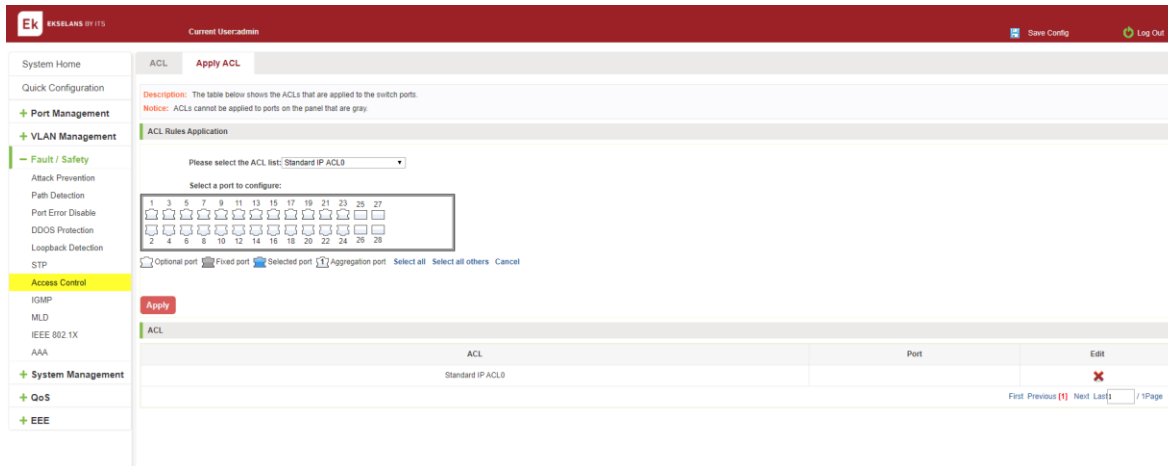 Ek EKSELANS BY ITS
Current User:admin
Save Config
Log Out
System Home
Quick Configuration
+ Port Management
+ VLAN Management
− Fault / Safety
Attack Prevention
Path Detection
Port Error Disable
DDOS Protection
Loopback Detection
STP
Access Control
IGMP
MLD
IEEE 802.1X
AAA
+ System Management
+ QoS
+ EEE
ACL Apply ACL
Description: The table below shows the ACLs that are applied to the switch ports.
Notice: ACLs cannot be applied to ports on the panel that are gray.
ACL Rules Application
Please select the ACL list: Standard IP ACL0
Select a port to configure:
1 3 5 7 9 11 13 15 17 19 21 23 25 27
2 4 6 8 10 12 14 16 18 20 22 24 26 28
Optional port Fixed port Selected port 1 Aggregation port Select all Select all others Cancel
Apply
ACL
ACL Port Edit
Standard IP ACL0
First Previous [1] Next Last 1 / 1Page